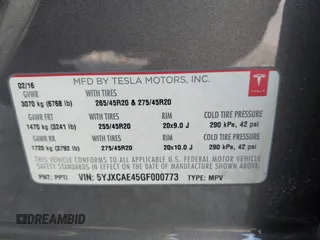 MFD BY TESLA MOTORS, INC.
02/16
GVWR WITH TIRES
3070 kg (6768 lb) 265/45R20 & 275/45R20
GAWR FRT WITH TIRES RIM COLD TIRE PRESSURE
1470 kg (3241 lb) 255/45R20 20x9.0 J 290 kPa, 42 psi
GAWR RR WITH TIRES RIM COLD TIRE PRESSURE
1720 kg (3792 lb) 275/45R20 20x10.0 J 290 kPa, 42 psi
THIS VEHICLE CONFORMS TO ALL APPLICABLE U.S. FEDERAL MOTOR VEHICLE
SAFETY STANDARDS IN EFFECT ON THE DATE OF MANUFACTURE SHOWN ABOVE.
PNT: PPTI VIN: 5YJXCAE45GF000773 TYPE: MPV
TESLA
DREAMBID